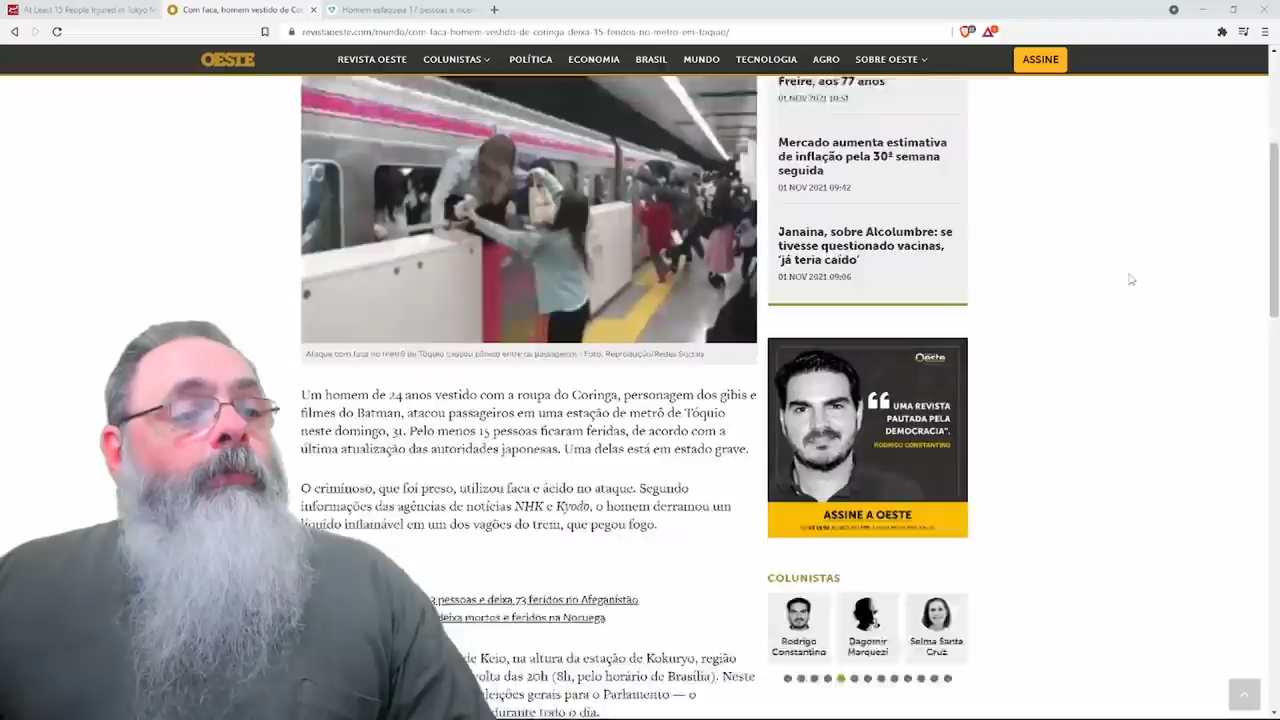 At Least 15 People Injured in Tokyo
Com faca, homem vestido de Co
Homem esfaqueia 17 pessoas e incen
revistaoeste.com/mundo/com-faca-homem-vestido-de-coringa-deixa-15-feridos-no-metro-em-toquio/
OESTE
REVISTA OESTE
COLUNISTAS
POLÍTICA
ECONOMIA
BRASIL
MUNDO
TECNOLOGIA
AGRO
SOBRE OESTE
ASSINE
Ataque com faca no metrô de Tóquio causou pânico entre os passageiros - Foto: Reprodução/Redes Sociais
Um homem de 24 anos vestido com a roupa do Coringa, personagem dos gibis e
filmes do Batman, atacou passageiros em uma estação de metrô de Tóquio
neste domingo, 31. Pelo menos 15 pessoas ficaram feridas, de acordo com a
última atualização das autoridades japonesas. Uma delas está em estado grave.
O criminoso, que foi preso, utilizou faca e ácido no ataque. Segundo
informações das agências de notícias NHK e Kyodo, o homem derramou um
líquido inflamável em um dos vagões do trem, que pegou fogo.
3 pessoas e deixa 73 feridos no Afeganistão
deixa mortos e feridos na Noruega
de Keio, na altura da estação de Kokuryo, região
volta das 20h (8h, pelo horário de Brasília). Neste
eleições gerais para o Parlamento — o
durante todo o dia.
Freire, aos 77 anos
01 NOV 2021 10:51
Mercado aumenta estimativa
de inflação pela 30ª semana
seguida
01 NOV 2021 09:42
Janaina, sobre Alcolumbre: se
tivesse questionado vacinas,
‘já teria caído’
01 NOV 2021 09:06
Oeste
“ UMA REVISTA
PAUTADA PELA
DEMOCRACIA”.
RODRIGO CONSTANTINO
ASSINE A OESTE
COLUNISTAS
Rodrigo
Constantino
Dagomir
Marquezi
Selma Santa
Cruz